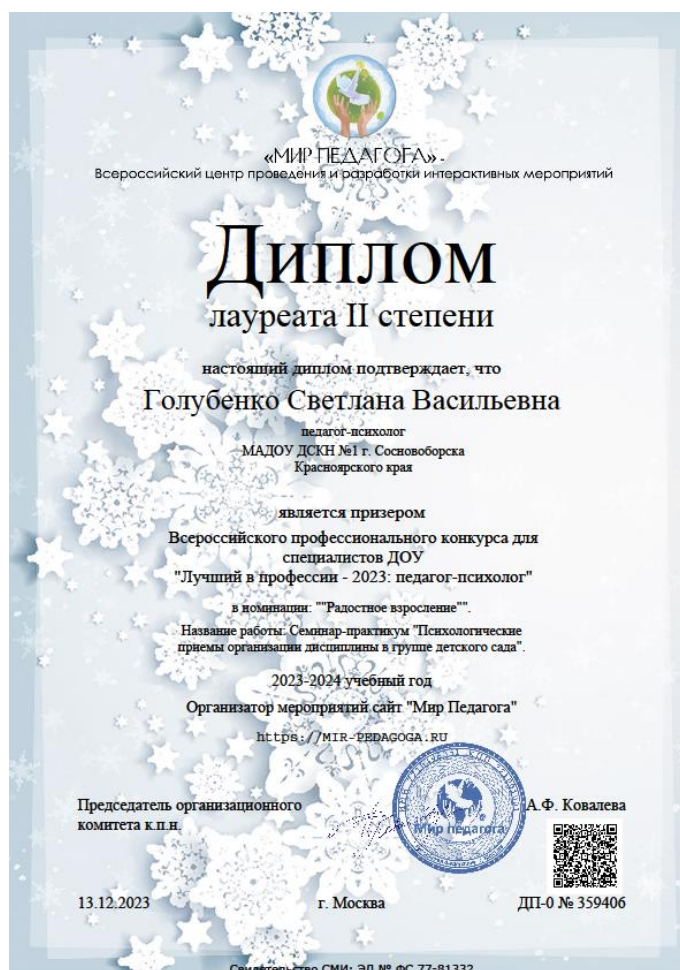 «МИР ПЕДАГОГА» -
Всероссийский центр проведения и разработки интерактивных мероприятий
Диплом
лауреата II степени
настоящий диплом подтверждает, что
Голубенко Светлана Васильевна
педагог-психолог
МАДОУ ДСКН №1 г. Сосновоборска
Красноярского края
является призером
Всероссийского профессионального конкурса для
специалистов ДОУ
"Лучший в профессии - 2023: педагог-психолог"
в номинации: ""Радостное взросление"".
Название работы: Семинар-практикум "Психологические
приемы организации дисциплины в группе детского сада".
2023-2024 учебный год
Организатор мероприятий сайт "Мир Педагога"
https://MIR-PEDAGOGA.RU
Председатель организационного
комитета к.п.н.
Мир педагога
А.Ф. Ковалева
13.12.2023
г. Москва
ДП-0 № 359406
Свидетельство СМИ: ЭЛ № ФС 77-81332